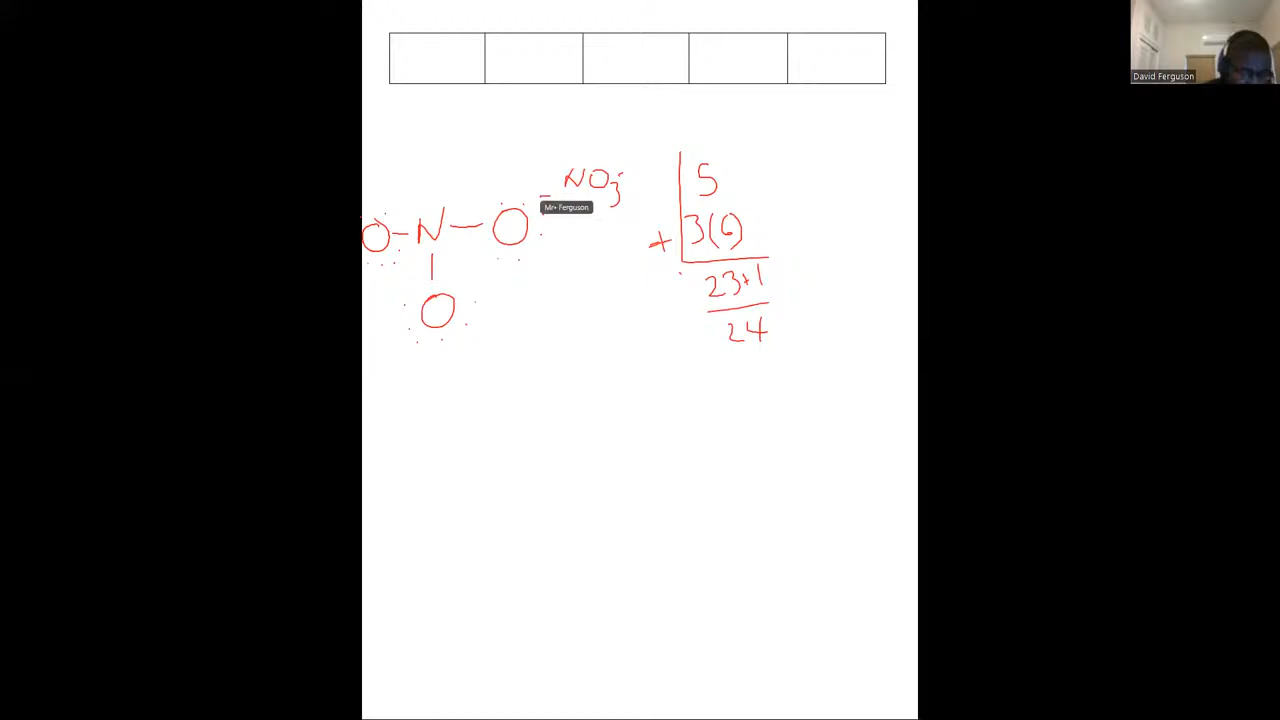 David Ferguson
NO3-
Mr• Ferguson
O-N-O
|
O
5
+ 3(6)
23+1
24